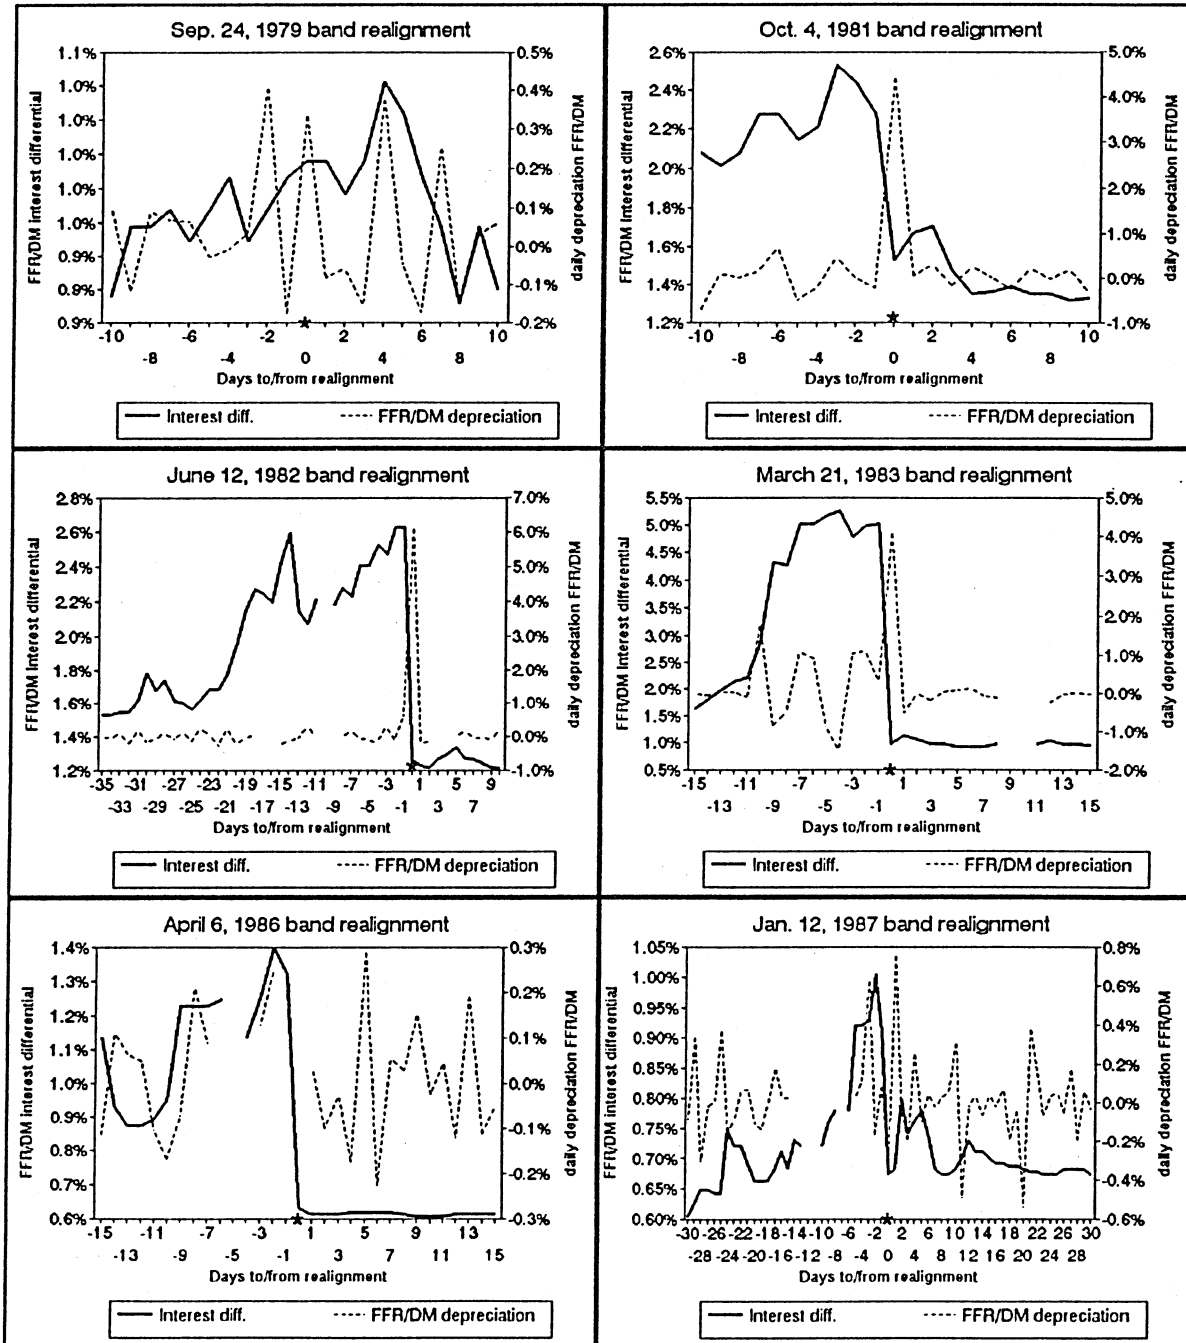 Sep. 24, 1979 band realignment
FFR/DM Interest differential
1.1%
1.0%
1.0%
1.0%
1.0%
1.0%
0.9%
0.9%
0.9%
0.5%
0.4%
0.3%
0.2%
0.1%
0.0%
-0.1%
-0.2%
daily depreciation FFR/DM
-10 -6 -2 2 6 10
-8 -4 0 4 8
Days to/from realignment
Interest diff. FFR/DM depreciation
Oct. 4, 1981 band realignment
FFR/DM Interest differential
2.6%
2.4%
2.2%
2.0%
1.8%
1.6%
1.4%
1.2%
5.0%
4.0%
3.0%
2.0%
1.0%
0.0%
-1.0%
daily depreciation FFR/DM
-10 -6 -2 2 6 10
-8 -4 0 4 8
Days to/from realignment
Interest diff. FFR/DM depreciation
June 12, 1982 band realignment
FFR/DM Interest differential
2.8%
2.6%
2.4%
2.2%
2.0%
1.8%
1.6%
1.4%
1.2%
7.0%
6.0%
5.0%
4.0%
3.0%
2.0%
1.0%
0.0%
-1.0%
daily depreciation FFR/DM
-35 -31 -27 -23 -19 -15 -11 -7 -3 1 5 9
-33 -29 -25 -21 -17 -13 -9 -5 -1 3 7
Days to/from realignment
Interest diff. FFR/DM depreciation
March 21, 1983 band realignment
FFR/DM Interest differential
5.5%
5.0%
4.5%
4.0%
3.5%
3.0%
2.5%
2.0%
1.5%
1.0%
0.5%
5.0%
4.0%
3.0%
2.0%
1.0%
0.0%
-1.0%
-2.0%
daily depreciation FFR/DM
-15 -11 -7 -3 1 5 9 13
-13 -9 -5 -1 3 7 11 15
Days to/from realignment
Interest diff. FFR/DM depreciation
April 6, 1986 band realignment
FFR/DM Interest differential
1.4%
1.3%
1.2%
1.1%
1.0%
0.9%
0.8%
0.7%
0.6%
0.3%
0.2%
0.1%
0.0%
-0.1%
-0.2%
-0.3%
daily depreciation FFR/DM
-15 -11 -7 -3 1 5 9 13
-13 -9 -5 -1 3 7 11 15
Days to/from realignment
Interest diff. FFR/DM depreciation
Jan. 12, 1987 band realignment
FFR/DM Interest differential
1.05%
1.00%
0.95%
0.90%
0.85%
0.80%
0.75%
0.70%
0.65%
0.60%
0.8%
0.6%
0.4%
0.2%
0.0%
-0.2%
-0.4%
-0.6%
daily depreciation FFR/DM
-30 -26 -22 -18 -14 -10 -6 -2 2 6 10 14 18 22 26 30
-28 -24 -20 -16 -12 -8 -4 0 4 8 12 16 20 24 28
Days to/from realignment
Interest diff. FFR/DM depreciation